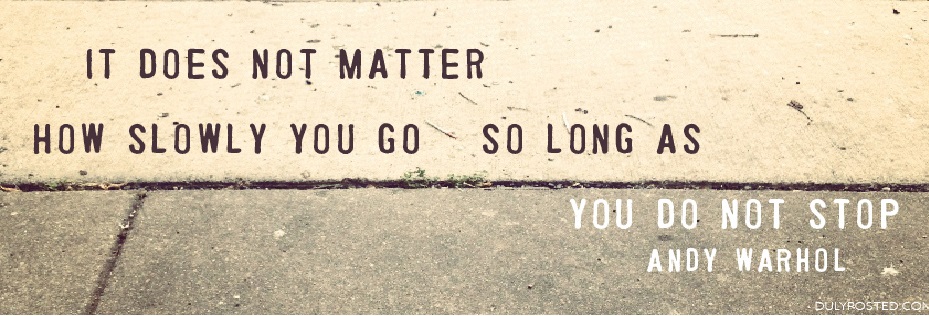 IT DOES NOT MATTER
HOW SLOWLY YOU GO SO LONG AS
YOU DO NOT STOP
ANDY WARHOL
- DULYPOSTED.COM